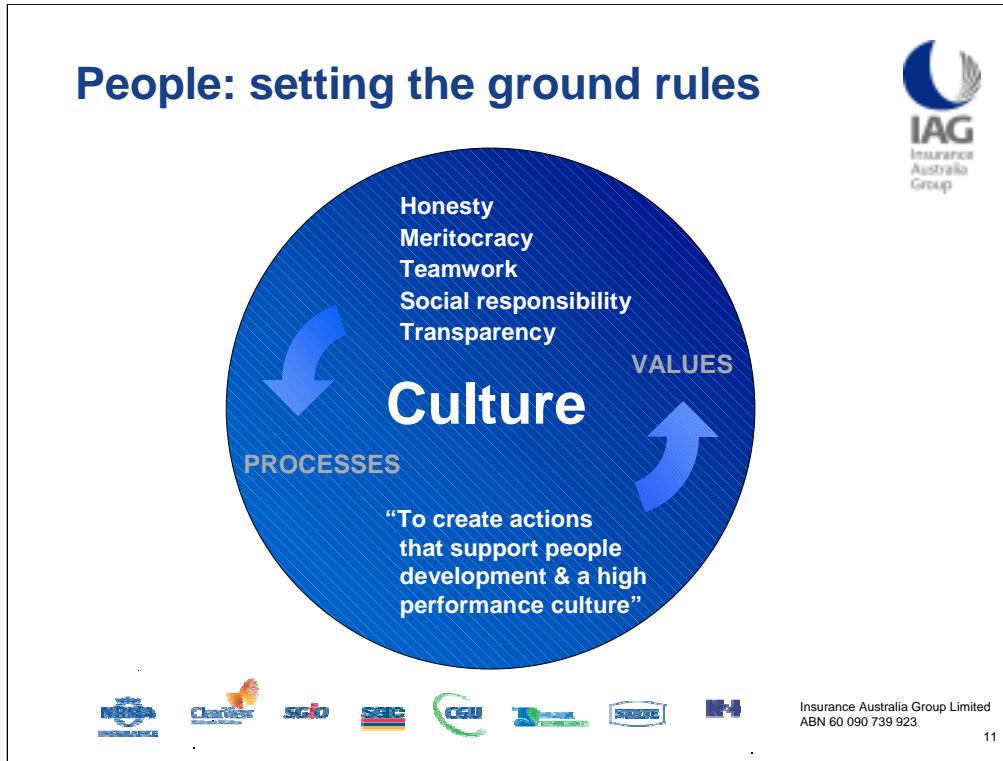 People: setting the ground rules
IAG
Insurance
Australia
Group
Honesty
Meritocracy
Teamwork
Social responsibility
Transparency
VALUES
Culture
PROCESSES
“To create actions
that support people
development & a high
performance culture”
NRMA
INSURANCE
SGIO
SGIC
CGU
Insurance Australia Group Limited
ABN 60 090 739 923
11